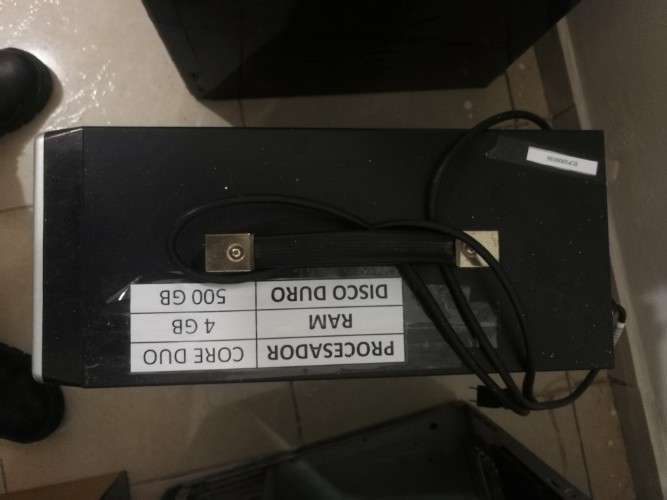 PROCESADOR CORE DUO
RAM 4 GB
DISCO DURO 500 GB